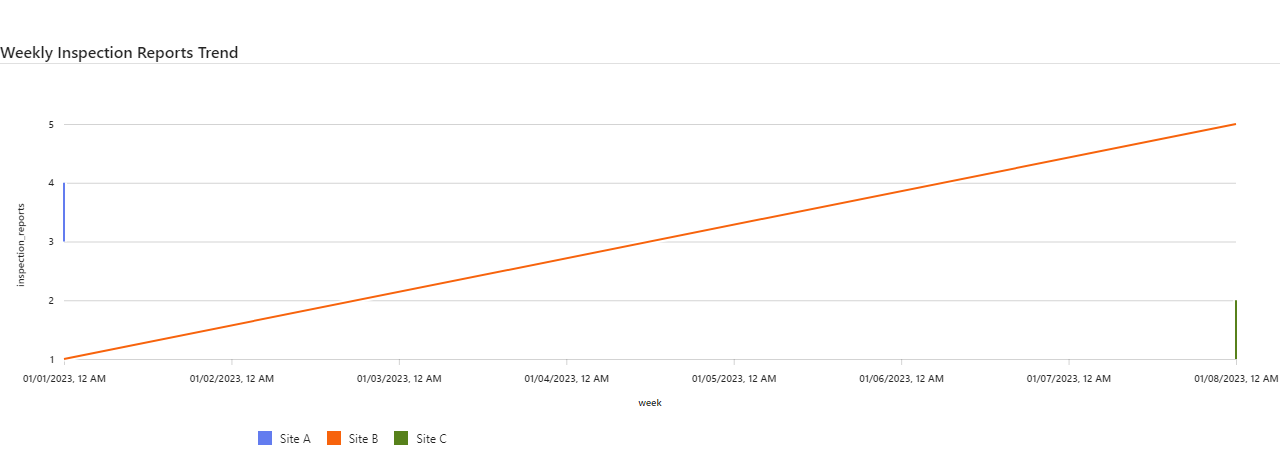 Weekly Inspection Reports Trend
5
4
3
2
1
inspection_reports
01/01/2023, 12 AM 01/02/2023, 12 AM 01/03/2023, 12 AM 01/04/2023, 12 AM 01/05/2023, 12 AM 01/06/2023, 12 AM 01/07/2023, 12 AM 01/08/2023, 12 AM
week
Site A Site B Site C